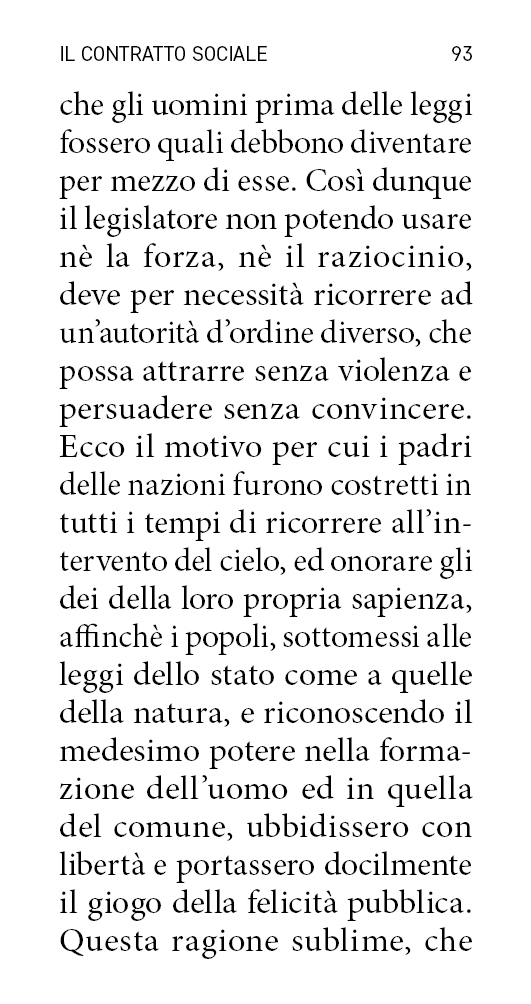 IL CONTRATTO SOCIALE 93
che gli uomini prima delle leggi
fossero quali debbono diventare
per mezzo di esse. Così dunque
il legislatore non potendo usare
nè la forza, nè il raziocinio,
deve per necessità ricorrere ad
un’autorità d’ordine diverso, che
possa attrarre senza violenza e
persuadere senza convincere.
Ecco il motivo per cui i padri
delle nazioni furono costretti in
tutti i tempi di ricorrere all’in-
tervento del cielo, ed onorare gli
dei della loro propria sapienza,
affinchè i popoli, sottomessi alle
leggi dello stato come a quelle
della natura, e riconoscendo il
medesimo potere nella forma-
zione dell’uomo ed in quella
del comune, ubbidissero con
libertà e portassero docilmente
il giogo della felicità pubblica.
Questa ragione sublime, che